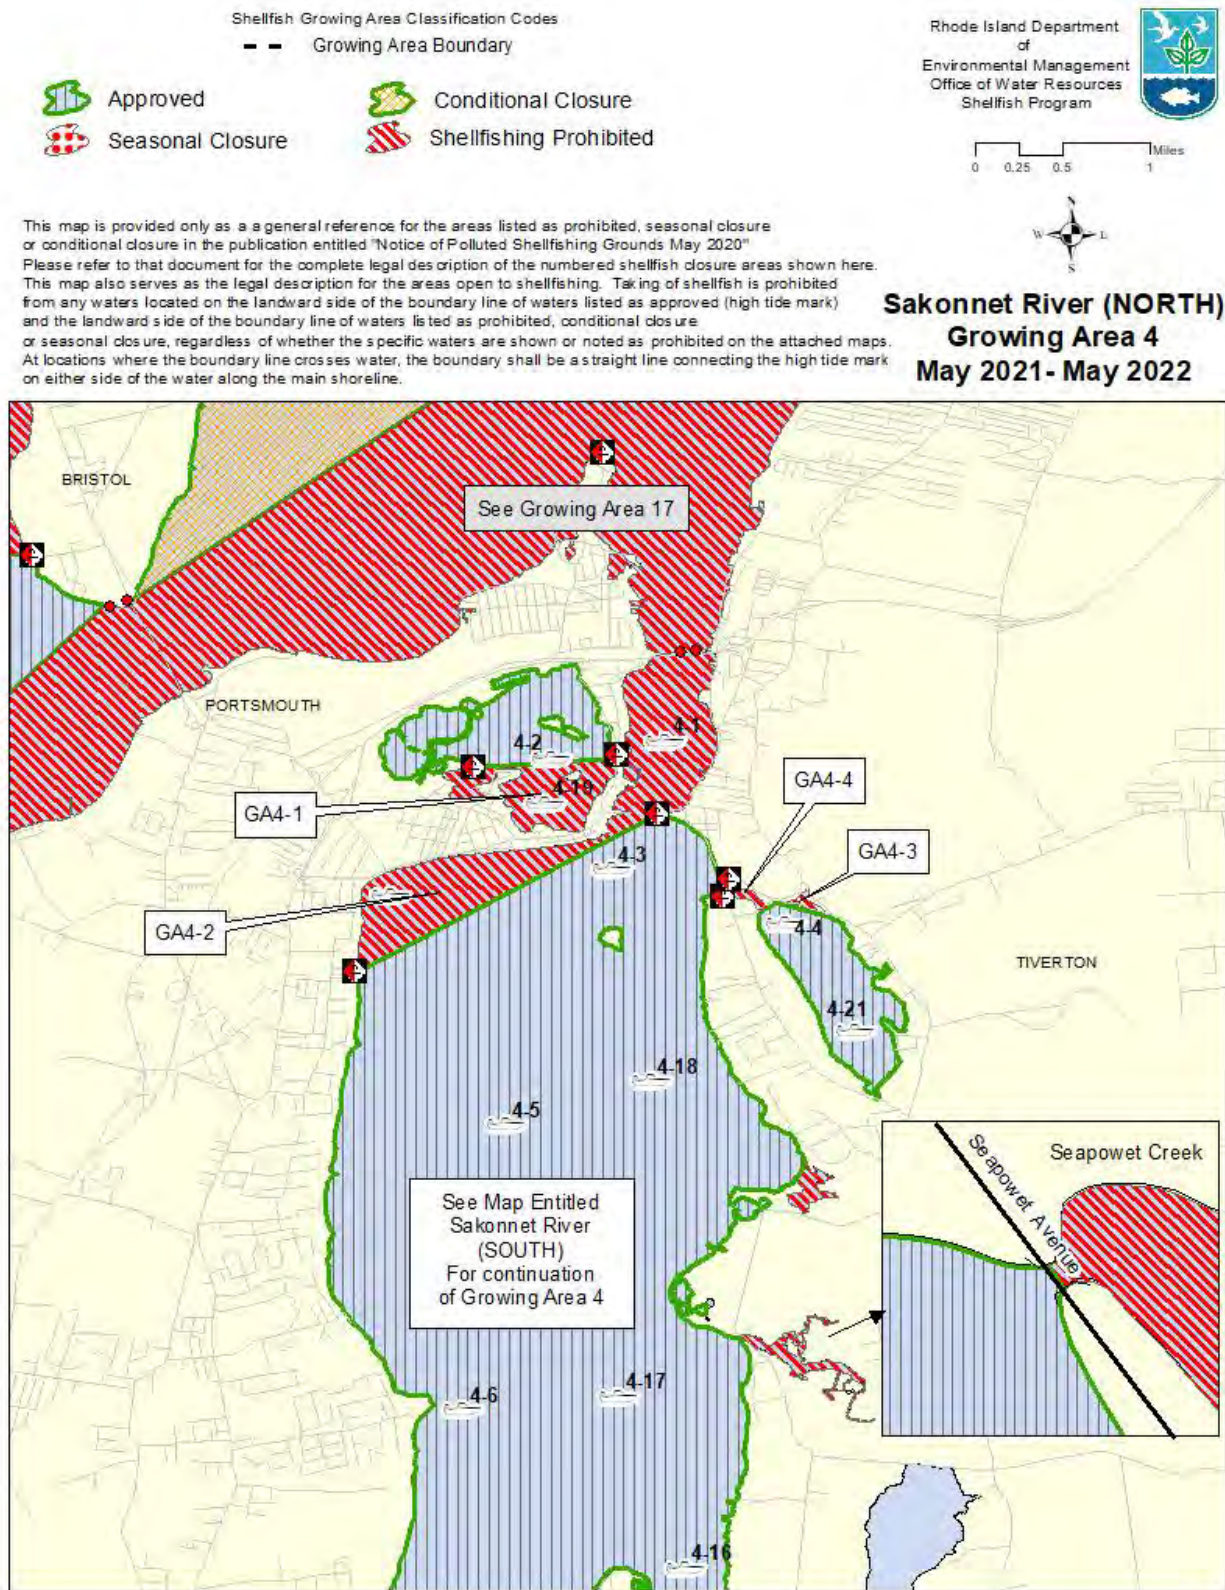 Shellfish Growing Area Classification Codes
Growing Area Boundary
Approved
Conditional Closure
Seasonal Closure
Shellfishing Prohibited
Rhode Island Department
of
Environmental Management
Office of Water Resources
Shellfish Program
Miles
0 0.25 0.5 1
N
W E
S
This map is provided only as a a general reference for the areas listed as prohibited, seasonal closure
or conditional closure in the publication entitled "Notice of Polluted Shellfishing Grounds May 2020"
Please refer to that document for the complete legal description of the numbered shellfish closure areas shown here.
This map also serves as the legal description for the areas open to shellfishing. Taking of shellfish is prohibited
from any waters located on the landward side of the boundary line of waters listed as approved (high tide mark)
and the landward side of the boundary line of waters listed as prohibited, conditional closure
or seasonal closure, regardless of whether the specific waters are shown or noted as prohibited on the attached maps.
At locations where the boundary line crosses water, the boundary shall be a straight line connecting the high tide mark
on either side of the water along the main shoreline.
Sakonnet River (NORTH)
Growing Area 4
May 2021- May 2022
BRISTOL
See Growing Area 17
PORTSMOUTH
4-1
4-2
GA4-4
4-19
GA4-1
GA4-3
4-3
GA4-2
4-4
TIVERTON
4-21
4-18
4-5
Seapowet Creek
Seapowet Avenue
See Map Entitled
Sakonnet River
(SOUTH)
For continuation
of Growing Area 4
4-17
4-6
4-16